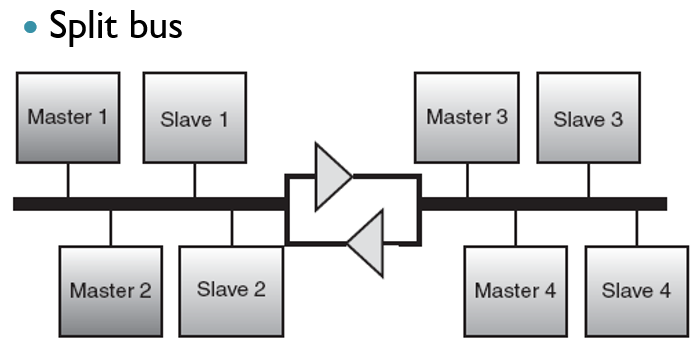 • Split bus
Master 1
Slave 1
Master 3
Slave 3
Master 2
Slave 2
Master 4
Slave 4